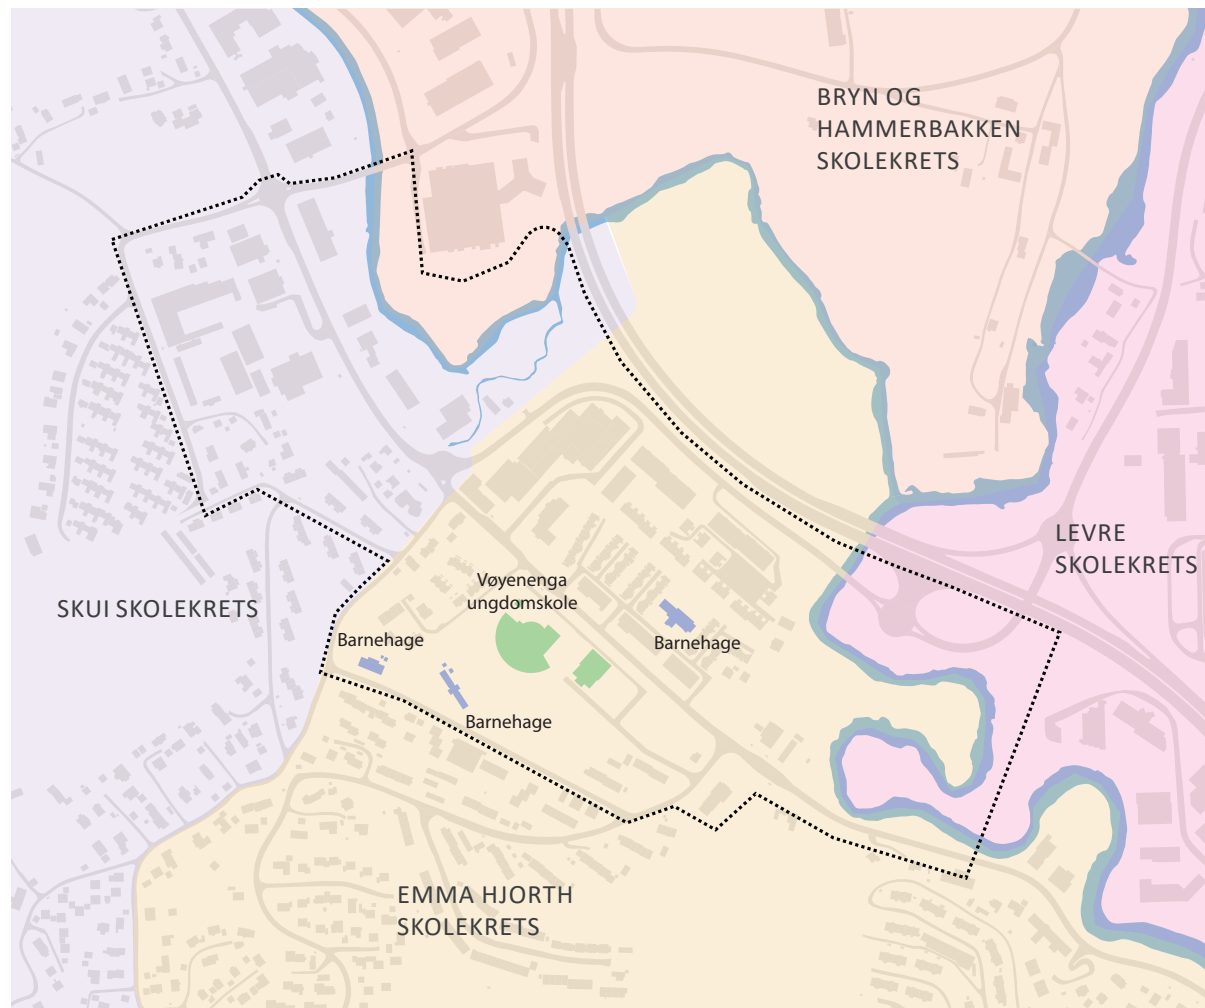 BRYN OG
HAMMERBAKKEN
SKOLEKRETS
LEVRE
SKOLEKRETS
Vøyenenga
ungdomskole
SKUI SKOLEKRETS
Barnehage
Barnehage
Barnehage
EMMA HJORTH
SKOLEKRETS